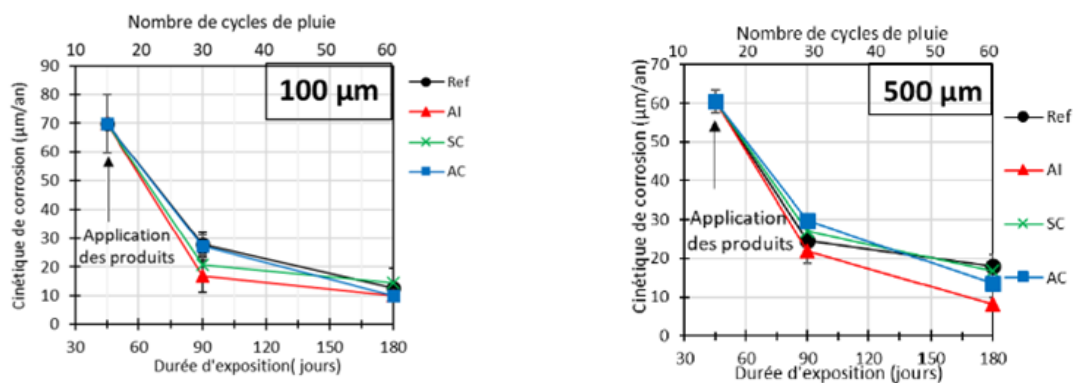 Nombre de cycles de pluie
10 20 30 40 50 60
90
80
70
60
50
40
30
20
10
0
Cinétique de corrosion (µm/an)
100 µm
Application
des produits
30 60 90 120 150 180
Durée d'exposition( jours)
Ref
AI
SC
AC
Nombre de cycles de pluie
10 20 30 40 50 60
70
60
50
40
30
20
10
0
Cinétique de corrosion (µm/an)
500 µm
Application
des produits
30 60 90 120 150 180
Durée d'exposition (jours)
Ref
AI
SC
AC